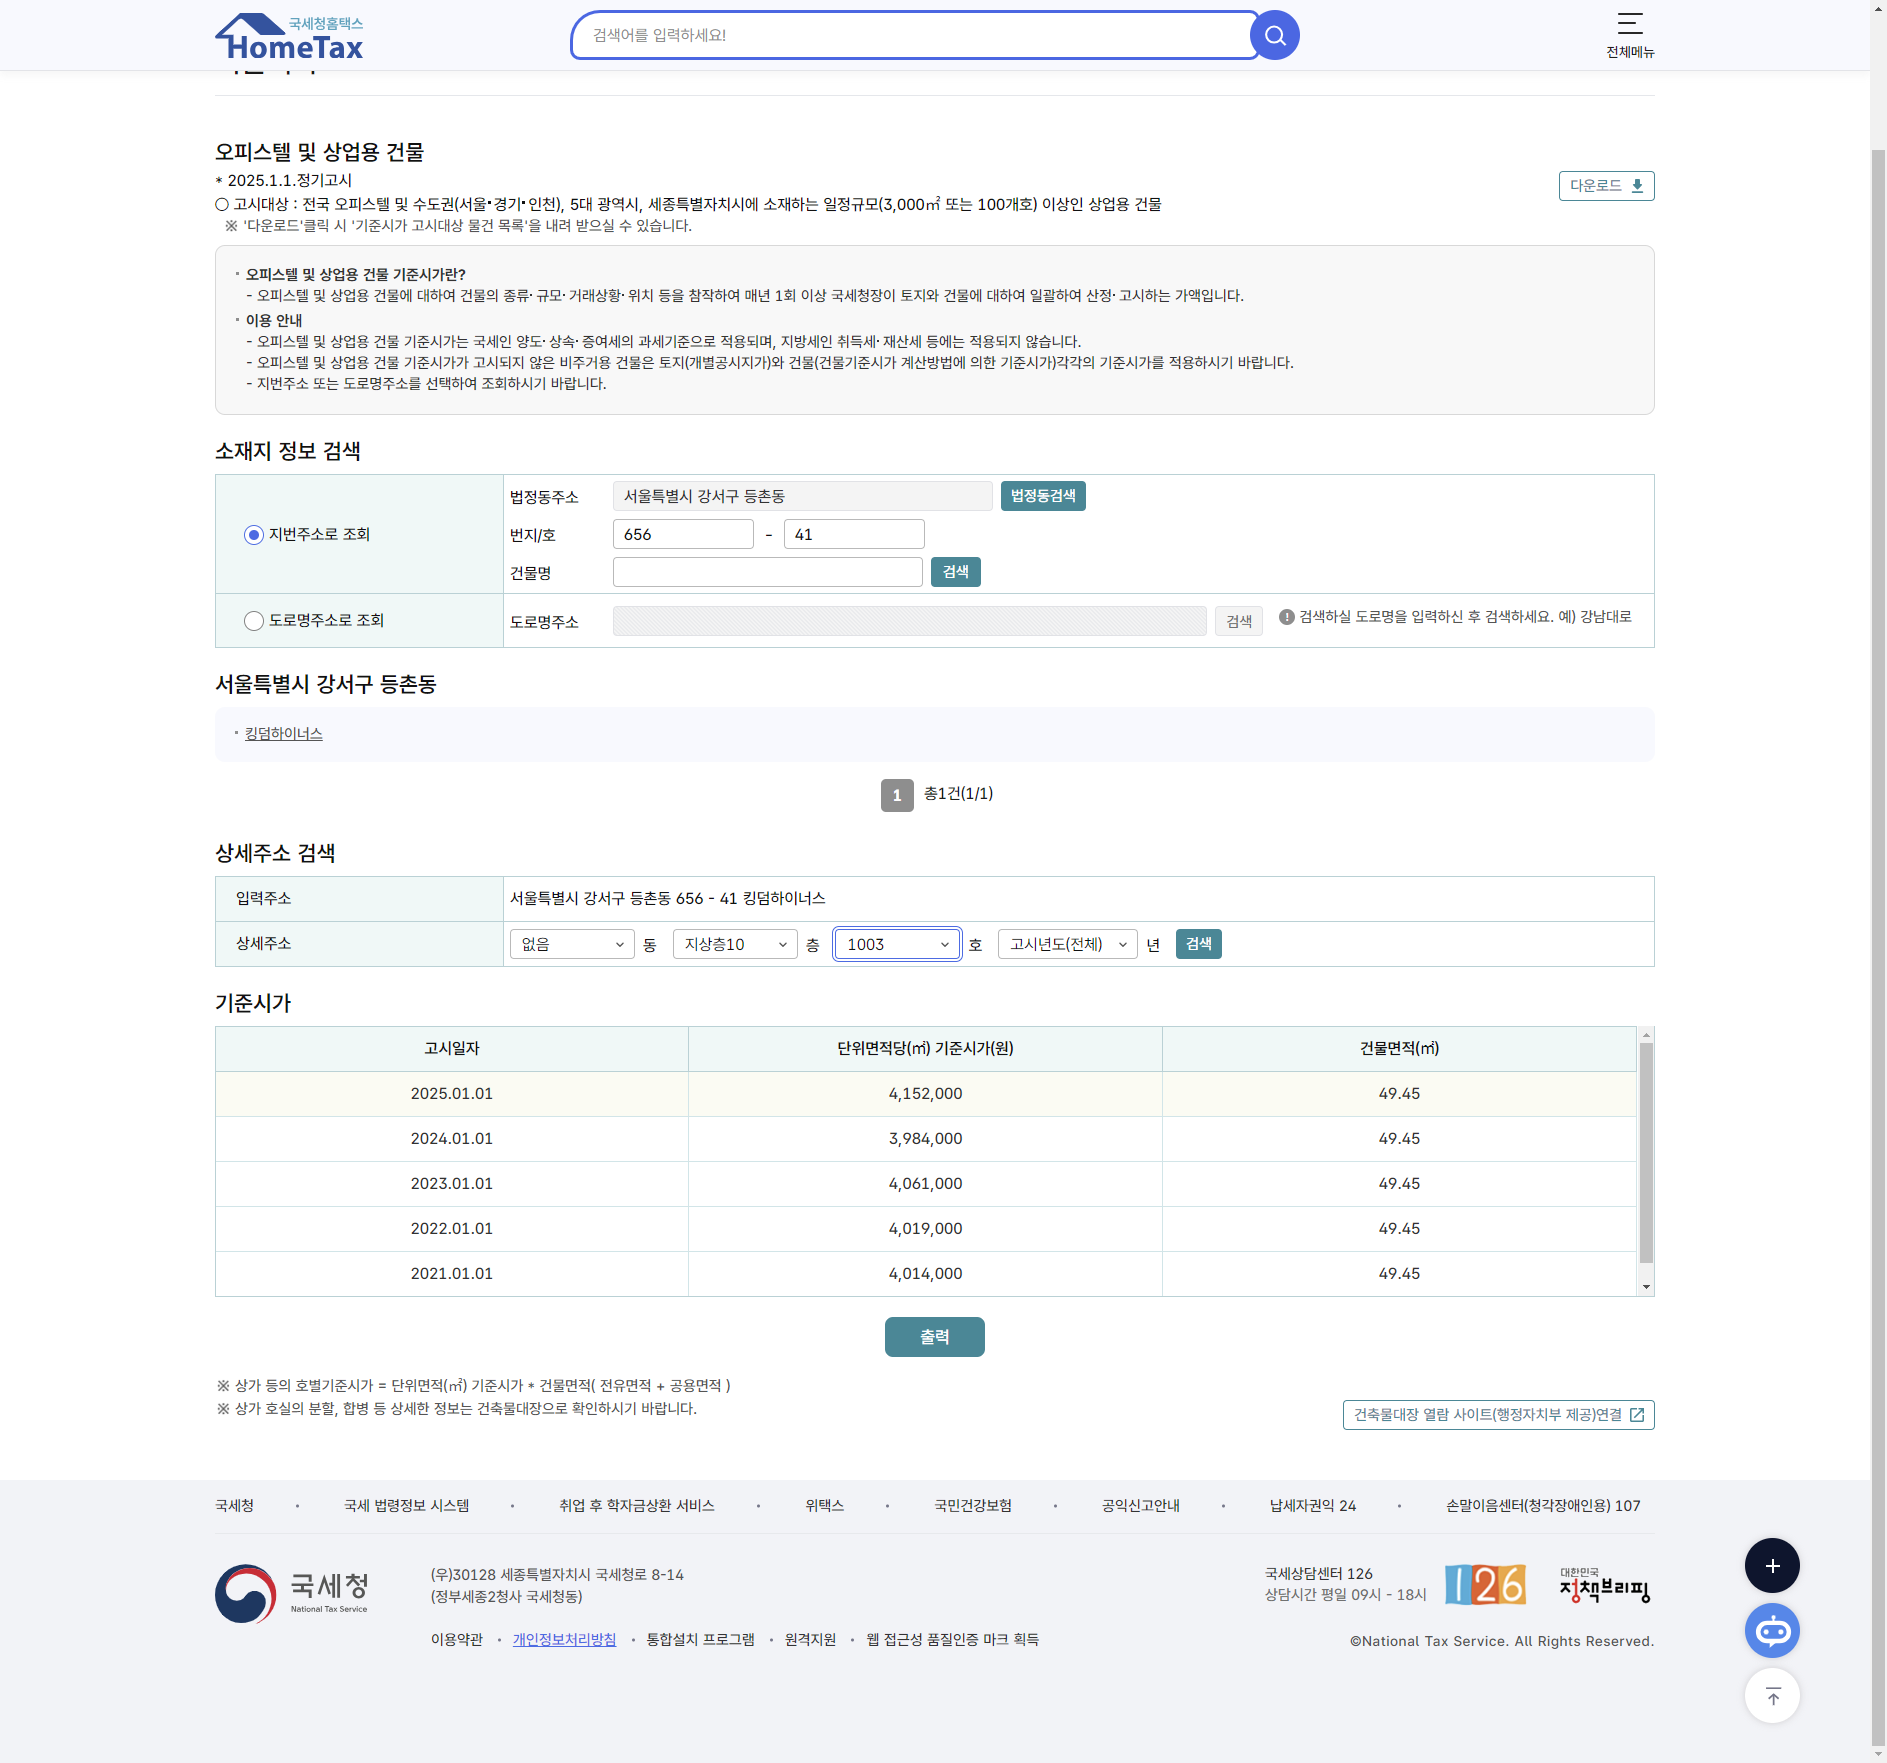 국세청홈택스
HomeTax
검색어를 입력하세요!
전체메뉴
오피스텔 및 상업용 건물
* 2025.1.1.정기고시
○ 고시대상 : 전국 오피스텔 및 수도권(서울·경기·인천), 5대 광역시, 세종특별자치시에 소재하는 일정규모(3,000㎡ 또는 100개호) 이상인 상업용 건물
※ '다운로드'클릭 시 '기준시가 고시대상 물건 목록'을 내려 받으실 수 있습니다.
다운로드
· 오피스텔 및 상업용 건물 기준시가란?
- 오피스텔 및 상업용 건물에 대하여 건물의 종류·규모·거래상황·위치 등을 참작하여 매년 1회 이상 국세청장이 토지와 건물에 대하여 일괄하여 산정·고시하는 가액입니다.
· 이용 안내
- 오피스텔 및 상업용 건물 기준시가는 국세인 양도·상속·증여세의 과세기준으로 적용되며, 지방세인 취득세·재산세 등에는 적용되지 않습니다.
- 오피스텔 및 상업용 건물 기준시가가 고시되지 않은 비주거용 건물은 토지(개별공시지가)와 건물(건물기준시가 계산방법에 의한 기준시가)각각의 기준시가를 적용하시기 바랍니다.
- 지번주소 또는 도로명주소를 선택하여 조회하시기 바랍니다.
소재지 정보 검색
지번주소로 조회
법정동주소 서울특별시 강서구 등촌동 법정동검색
번지/호 656 - 41
건물명 검색
도로명주소로 조회
도로명주소 검색 ! 검색하실 도로명을 입력하신 후 검색하세요. 예) 강남대로
서울특별시 강서구 등촌동
· 킹덤하이너스
1 총1건(1/1)
상세주소 검색
입력주소 서울특별시 강서구 등촌동 656 - 41 킹덤하이너스
상세주소 없음 동 지상층10 층 1003 호 고시년도(전체) 년 검색
기준시가
고시일자 단위면적당(㎡) 기준시가(원) 건물면적(㎡)
2025.01.01 4,152,000 49.45
2024.01.01 3,984,000 49.45
2023.01.01 4,061,000 49.45
2022.01.01 4,019,000 49.45
2021.01.01 4,014,000 49.45
출력
※ 상가 등의 호별기준시가 = 단위면적(㎡) 기준시가 * 건물면적( 전유면적 + 공용면적 )
※ 상가 호실의 분할, 합병 등 상세한 정보는 건축물대장으로 확인하시기 바랍니다.
건축물대장 열람 사이트(행정자치부 제공)연결
국세청 · 국세 법령정보 시스템 · 취업 후 학자금상환 서비스 · 위택스 · 국민건강보험 · 공익신고안내 · 납세자권익 24 · 손말이음센터(청각장애인용) 107
국세청
National Tax Service
(우)30128 세종특별자치시 국세청로 8-14
(정부세종2청사 국세청동)
국세상담센터 126
상담시간 평일 09시 - 18시
126
대한민국
정책브리핑
이용약관 · 개인정보처리방침 · 통합설치 프로그램 · 원격지원 · 웹 접근성 품질인증 마크 획득
©National Tax Service. All Rights Reserved.